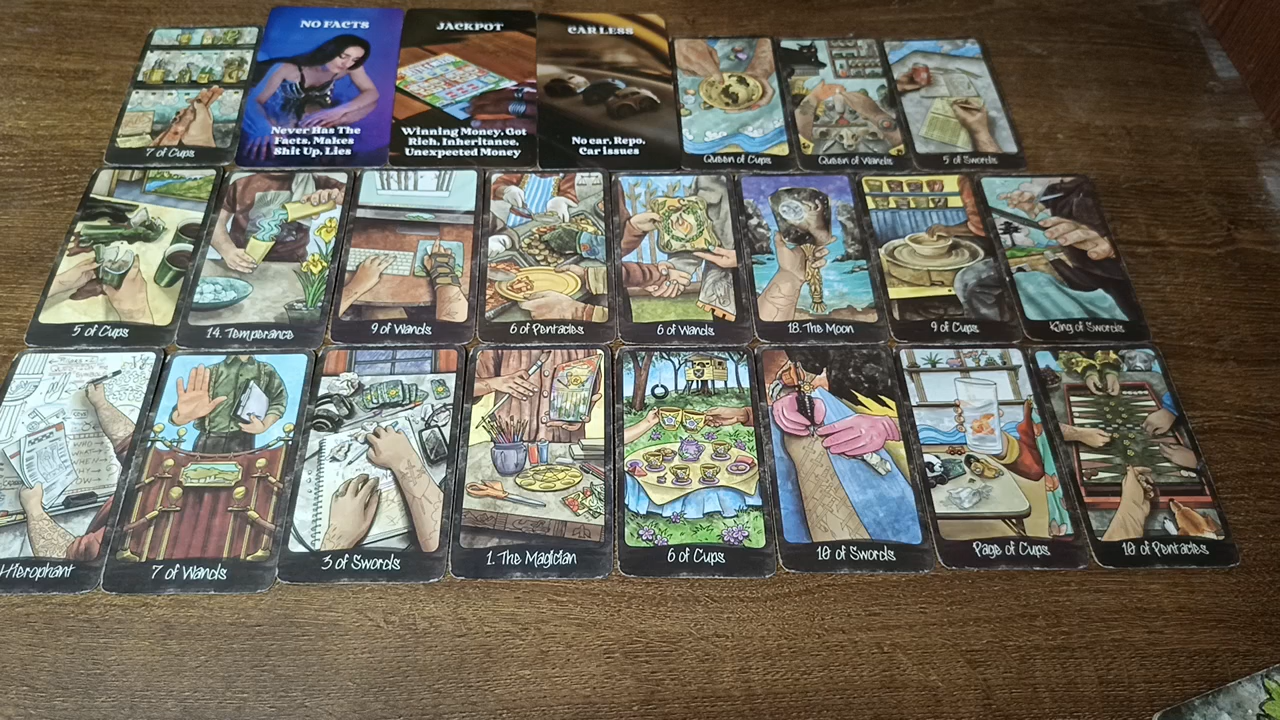 7 of Cups
NO FACTS
Never Has The
Facts, Makes
Shit Up, Lies
JACKPOT
Winning Money, Got
Rich, Inheritance,
Unexpected Money
CARLESS
No car, Repo,
Car issues
Queen of Cups
Queen of Wands
5 of Swords
5 of Cups
14. Temperance
9 of Wands
6 of Pentacles
6 of Wands
18. The Moon
9 of Cups
King of Swords
Hierophant
7 of Wands
3 of Swords
1. The Magician
6 of Cups
10 of Swords
Page of Cups
10 of Pentacles